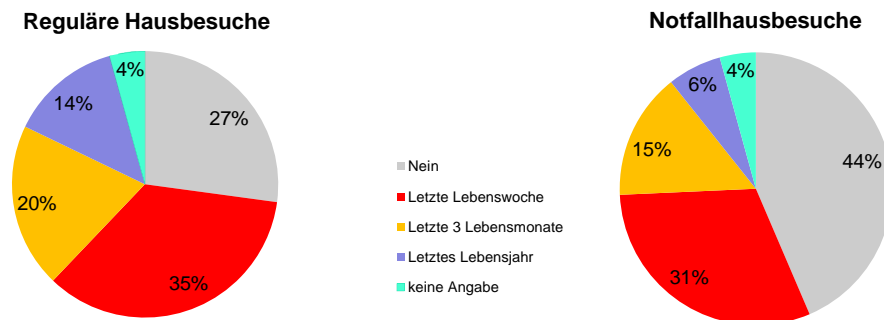 Reguläre Hausbesuche
4%
14%
27%
20%
35%
Nein
Letzte Lebenswoche
Letzte 3 Lebensmonate
Letztes Lebensjahr
keine Angabe
Notfallhausbesuche
4%
6%
15%
44%
31%